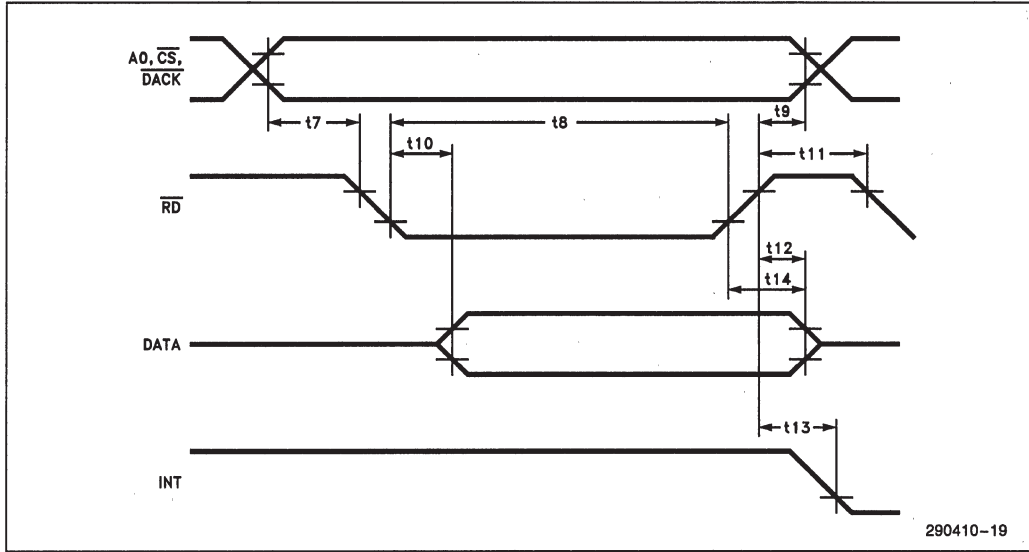 A0, CS,
DACK
t7
t8
t9
t10
t11
RD
t12
t14
DATA
t13
INT
290410-19